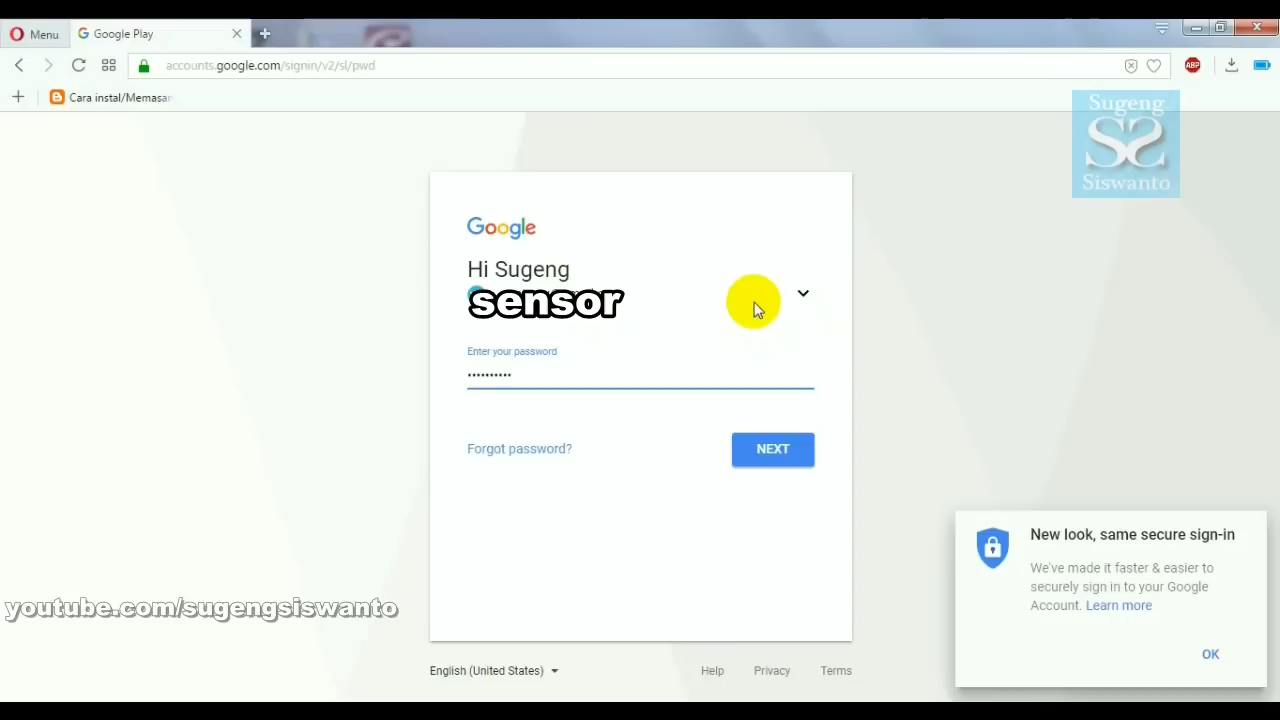 Menu
Google Play
accounts.google.com/signin/v2/sl/pwd
ABP
Cara instal/Memasan
Sugeng
SS
Siswanto
Google
Hi Sugeng
sensor
Enter your password
••••••••••
Forgot password?
NEXT
New look, same secure sign-in
We've made it faster & easier to
securely sign in to your Google
Account. Learn more
OK
youtube.com/sugengsiswanto
English (United States)
Help
Privacy
Terms